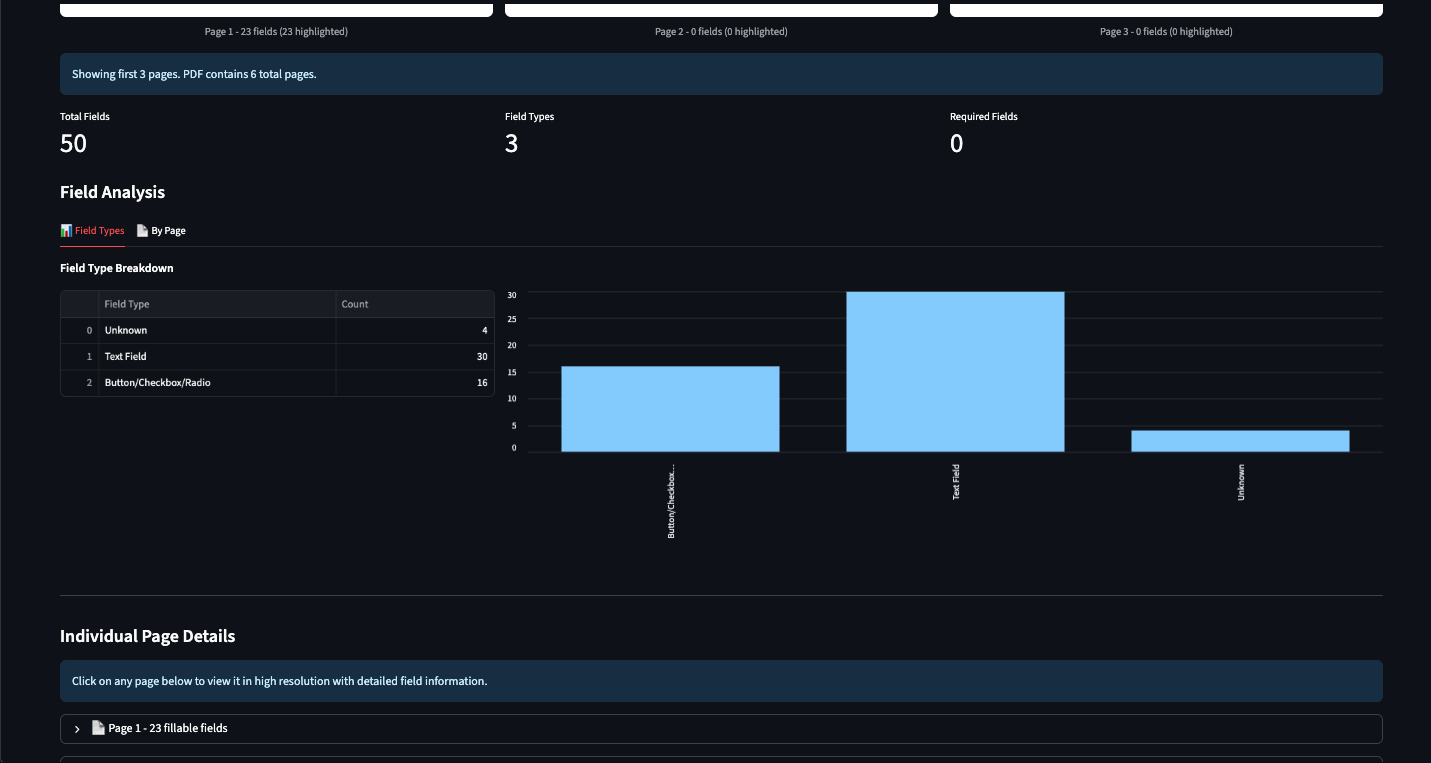 Page 1 - 23 fields (23 highlighted)
Page 2 - 0 fields (0 highlighted)
Page 3 - 0 fields (0 highlighted)
Showing first 3 pages. PDF contains 6 total pages.
Total Fields
50
Field Types
3
Required Fields
0
Field Analysis
Field Types
By Page
Field Type Breakdown
Field Type Count
0 Unknown 4
1 Text Field 30
2 Button/Checkbox/Radio 16
30
25
20
15
10
5
0
Button/Checkbox...
Text Field
Unknown
Individual Page Details
Click on any page below to view it in high resolution with detailed field information.
Page 1 - 23 fillable fields